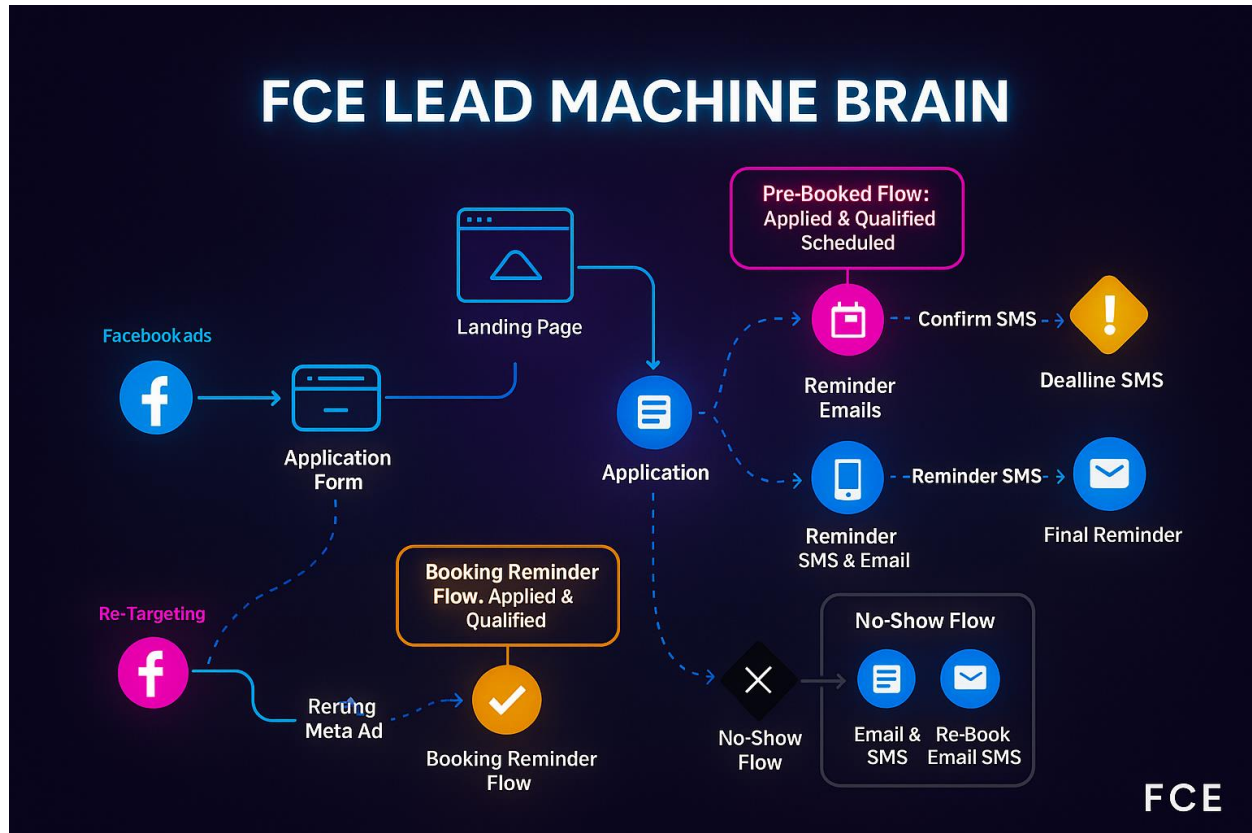 FCE LEAD MACHINE BRAIN
Pre-Booked Flow:
Applied & Qualified
Scheduled
Landing Page
Facebook ads
Application
Form
Application
Reminder
Emails
Confirm SMS
Dealline SMS
Reminder
SMS & Email
Reminder SMS
Final Reminder
Re-Targeting
Booking Reminder
Flow. Applied &
Qualified
Meta Ad
Booking Reminder
Flow
No-Show
Flow
No-Show Flow
Email &
SMS
Re-Book
Email SMS
FCE